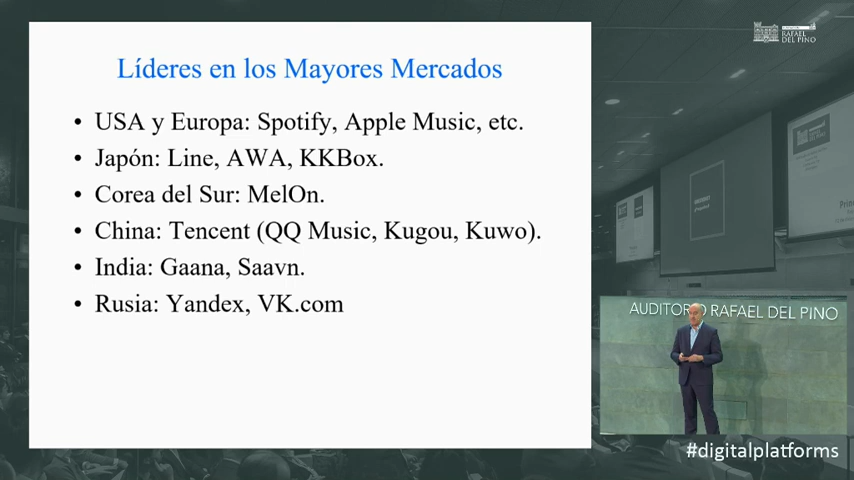 Líderes en los Mayores Mercados
• USA y Europa: Spotify, Apple Music, etc.
• Japón: Line, AWA, KKBox.
• Corea del Sur: MelOn.
• China: Tencent (QQ Music, Kugou, Kuwo).
• India: Gaana, Saavn.
• Rusia: Yandex, VK.com
RAFAEL
DEL PINO
AUDITORIO RAFAEL DEL PINO
#digitalplatforms